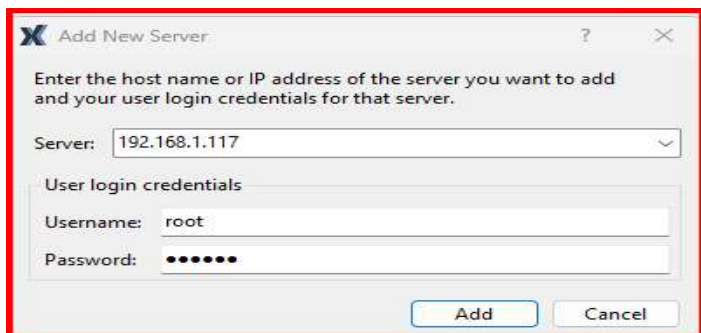 Add New Server
Enter the host name or IP address of the server you want to add
and your user login credentials for that server.
Server: 192.168.1.117
User login credentials
Username: root
Password: ●●●●●●
Add Cancel